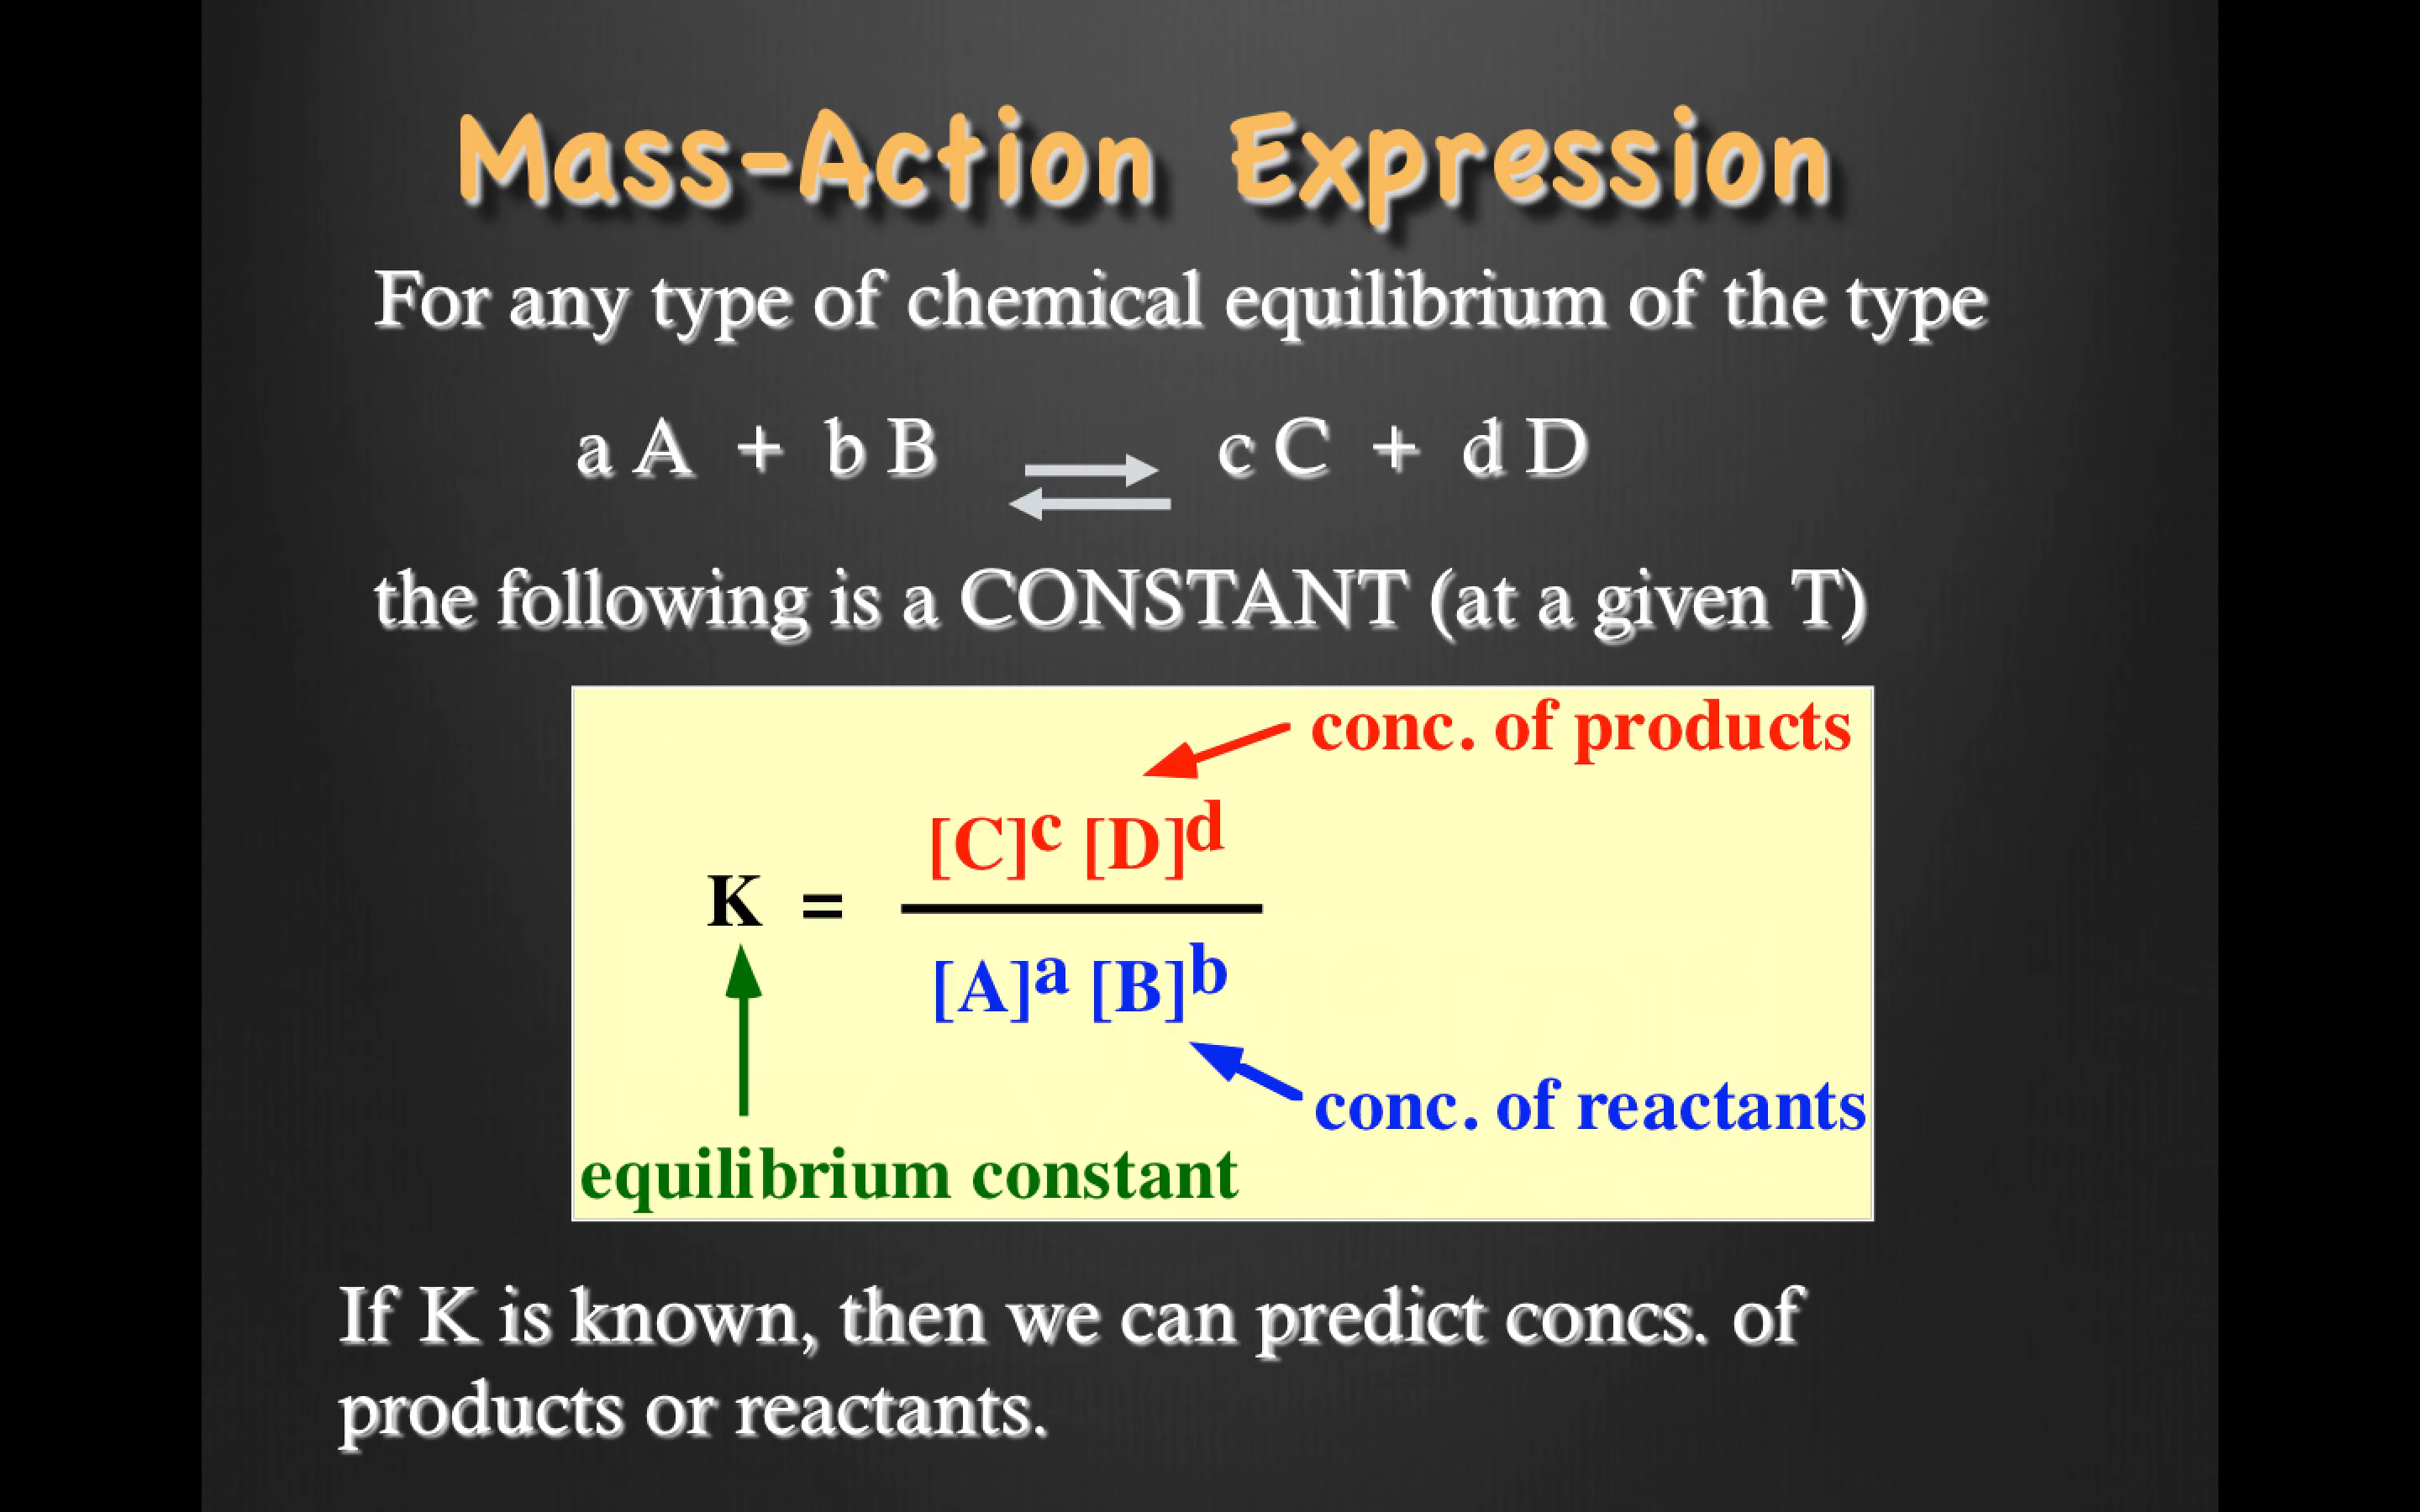 Mass-Action Expression
For any type of chemical equilibrium of the type
a A + b B ⇌ c C + d D
the following is a CONSTANT (at a given T)
conc. of products
[C]ᶜ [D]ᵈ
K =
[A]ᵃ [B]ᵇ
conc. of reactants
equilibrium constant
If K is known, then we can predict concs. of
products or reactants.